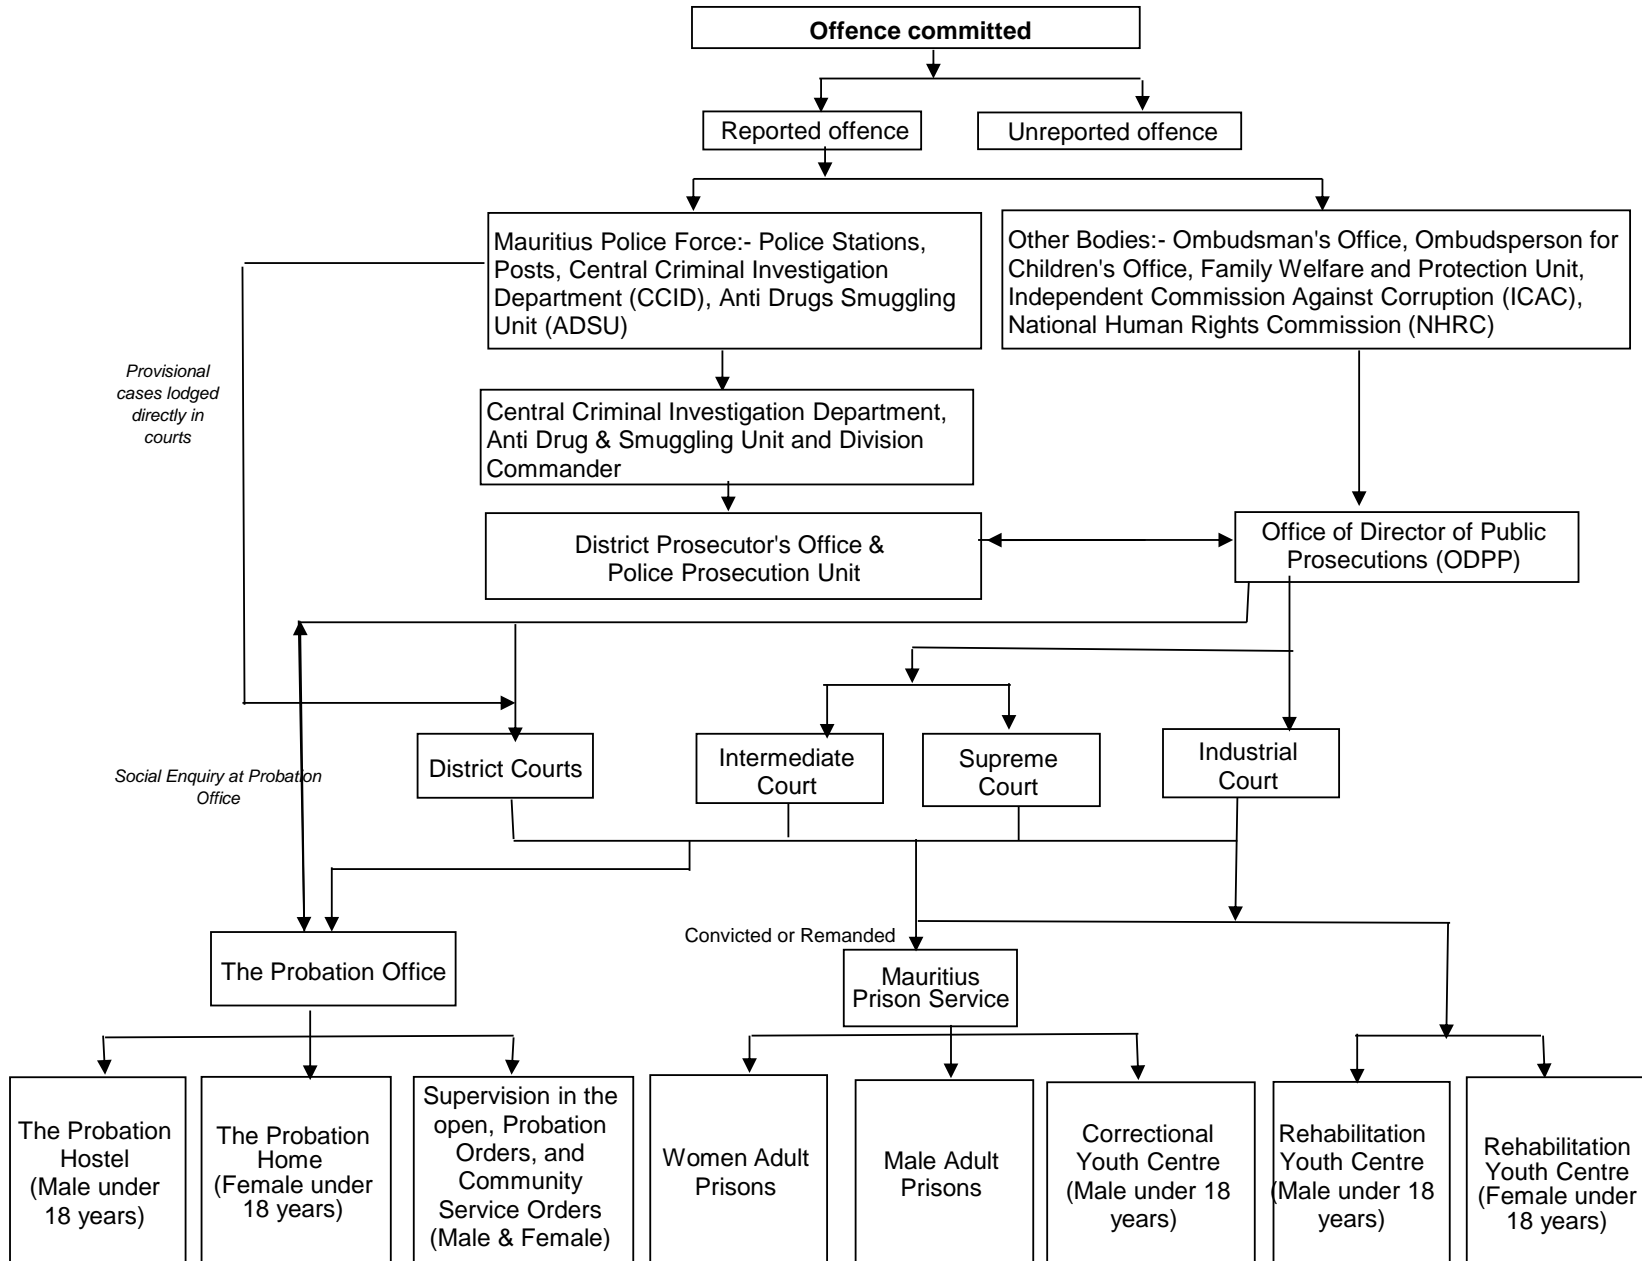 Offence committed
Reported offence
Unreported offence
Mauritius Police Force:- Police Stations,
Posts, Central Criminal Investigation
Department (CCID), Anti Drugs Smuggling
Unit (ADSU)
Other Bodies:- Ombudsman's Office, Ombudsperson for
Children's Office, Family Welfare and Protection Unit,
Independent Commission Against Corruption (ICAC),
National Human Rights Commission (NHRC)
Provisional
cases lodged
directly in
courts
Central Criminal Investigation Department,
Anti Drug & Smuggling Unit and Division
Commander
District Prosecutor's Office &
Police Prosecution Unit
Office of Director of Public
Prosecutions (ODPP)
District Courts
Intermediate
Court
Supreme
Court
Industrial
Court
Social Enquiry at Probation
Office
The Probation Office
Convicted or Remanded
Mauritius
Prison Service
The Probation
Hostel
(Male under
18 years)
The Probation
Home
(Female under
18 years)
Supervision in the
open, Probation
Orders, and
Community
Service Orders
(Male & Female)
Women Adult
Prisons
Male Adult
Prisons
Correctional
Youth Centre
(Male under 18
years)
Rehabilitation
Youth Centre
(Male under 18
years)
Rehabilitation
Youth Centre
(Female under
18 years)